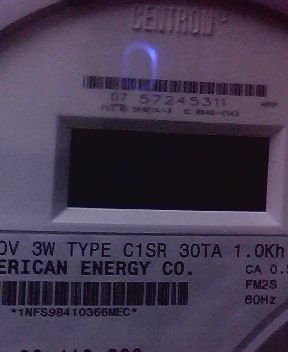 CENTRON
07 57245311
HPP
0V 3W TYPE C1SR 30TA 1.0Kh
ERICAN ENERGY CO.
CA 0.5
FM2S
60Hz
*1NFS98410366MEC*